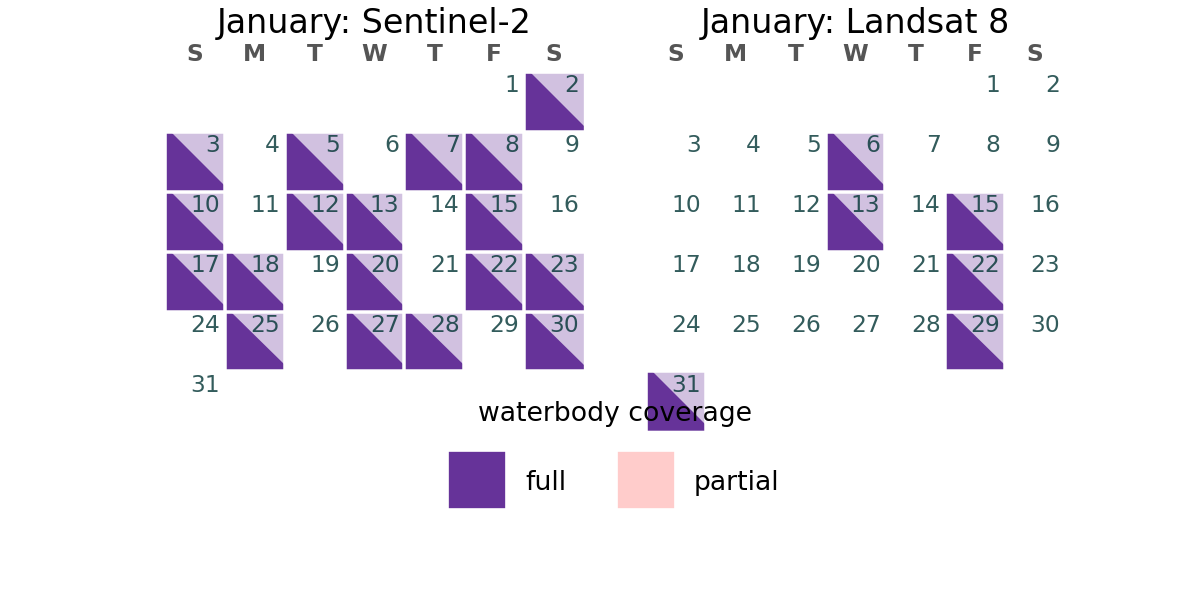 January: Sentinel-2
S M T W T F S
1 2
3 4 5 6 7 8 9
10 11 12 13 14 15 16
17 18 19 20 21 22 23
24 25 26 27 28 29 30
31
January: Landsat 8
S M T W T F S
1 2
3 4 5 6 7 8 9
10 11 12 13 14 15 16
17 18 19 20 21 22 23
24 25 26 27 28 29 30
31
waterbody coverage
full
partial